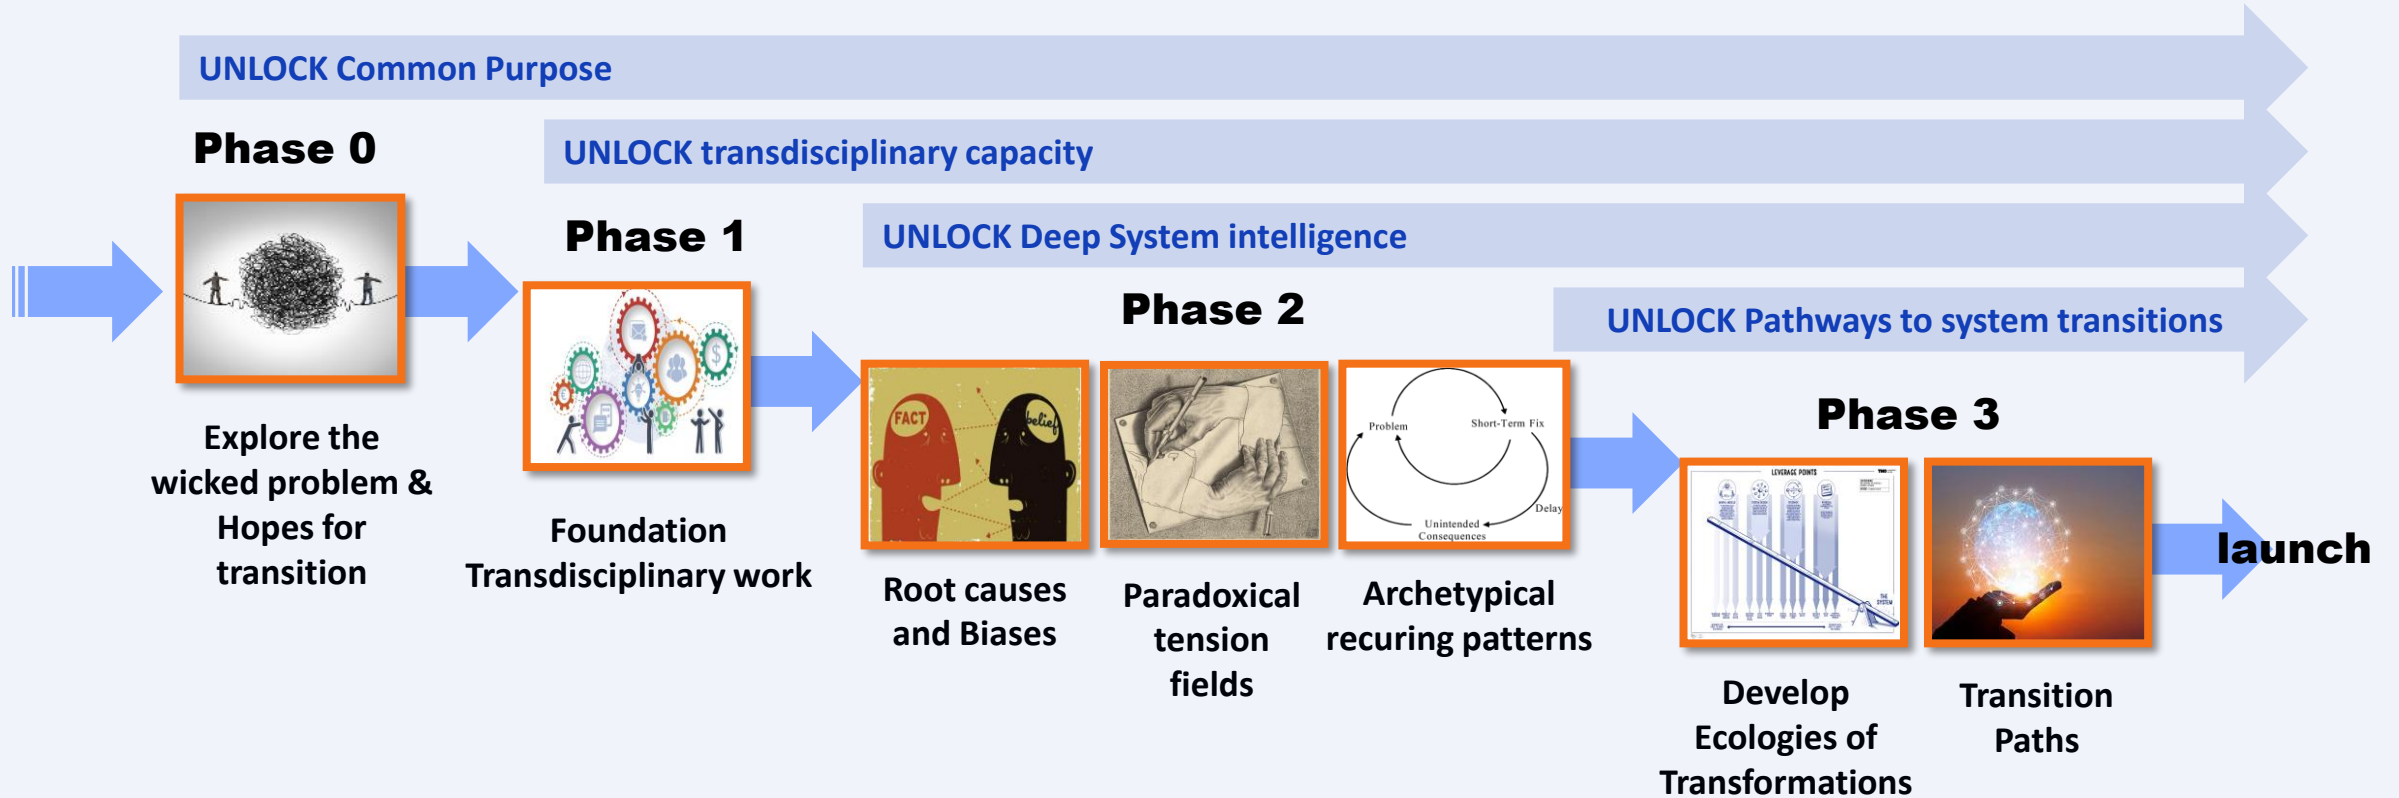 UNLOCK Common Purpose
Phase 0
UNLOCK transdisciplinary capacity
Phase 1
UNLOCK Deep System intelligence
Phase 2
UNLOCK Pathways to system transitions
Phase 3
Explore the
wicked problem &
Hopes for
transition
Foundation
Transdisciplinary work
FACT
belief
Root causes
and Biases
Paradoxical
tension
fields
Problem
Short-Term Fix
Delay
Unintended
Consequences
Archetypical
recuring patterns
LEVERAGE POINTS
THE
SYSTEM
Develop
Ecologies of
Transformations
Transition
Paths
launch